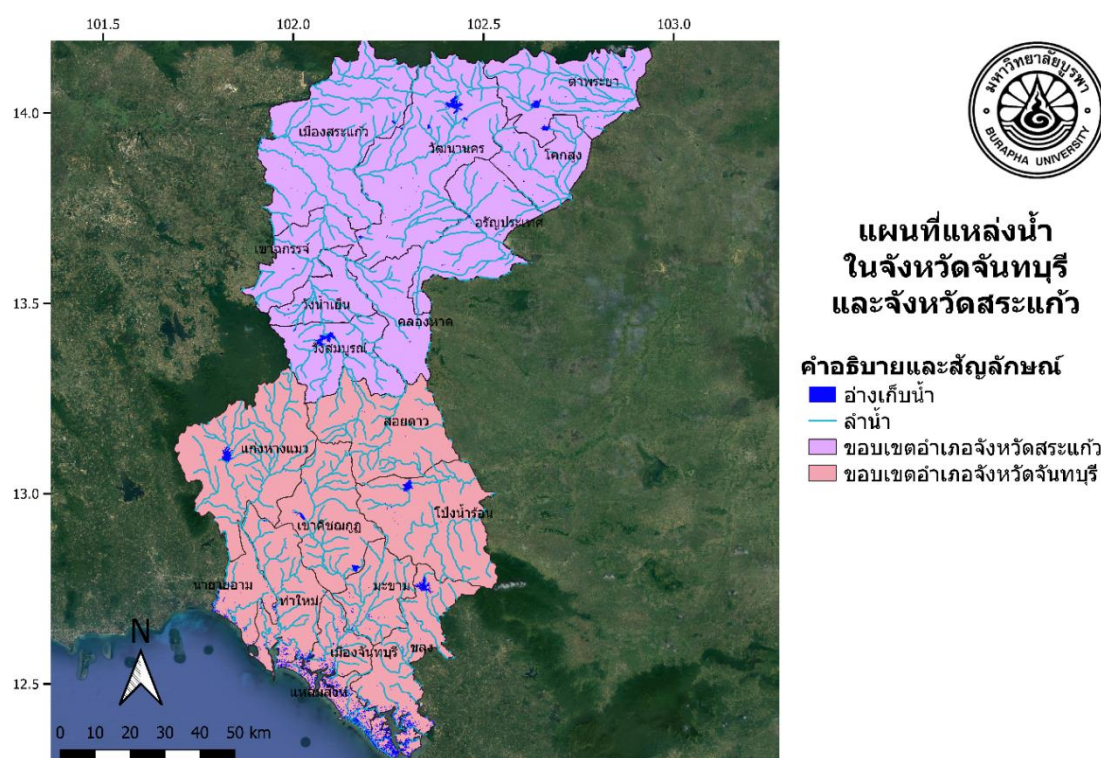 101.5 102.0 102.5 103.0
14.0
13.5
13.0
12.5
ตาพระยา
เมืองสระแก้ว
วัฒนานคร
โคกสูง
อรัญประเทศ
เขาฉกรรจ์
วังน้ำเย็น
คลองหาด
วังสมบูรณ์
สอยดาว
แก่งหางแมว
โป่งน้ำร้อน
เขาคิชฌกูฏ
นายายอาม
มะขาม
ท่าใหม่
เมืองจันทบุรี
ขลุง
แหลมสิงห์
N
0 10 20 30 40 50 km
มหาวิทยาลัยบูรพา
BURAPHA UNIVERSITY
แผนที่แหล่งน้ำ
ในจังหวัดจันทบุรี
และจังหวัดสระแก้ว
คำอธิบายและสัญลักษณ์
อ่างเก็บน้ำ
ลำน้ำ
ขอบเขตอำเภอจังหวัดสระแก้ว
ขอบเขตอำเภอจังหวัดจันทบุรี